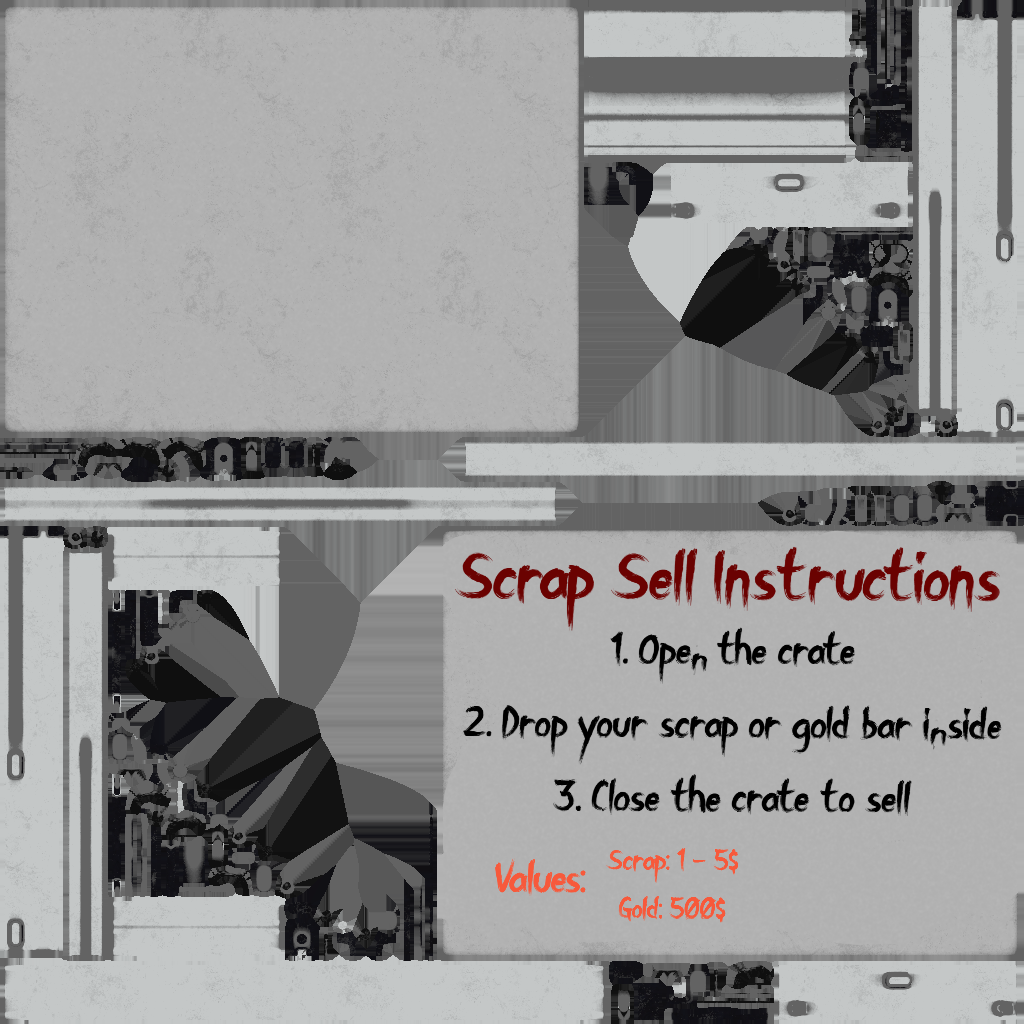 Scrap Sell Instructions
1. Open the crate
2. Drop your scrap or gold bar inside
3. Close the crate to sell
Values:
Scrap: 1 - 5$
Gold: 500$